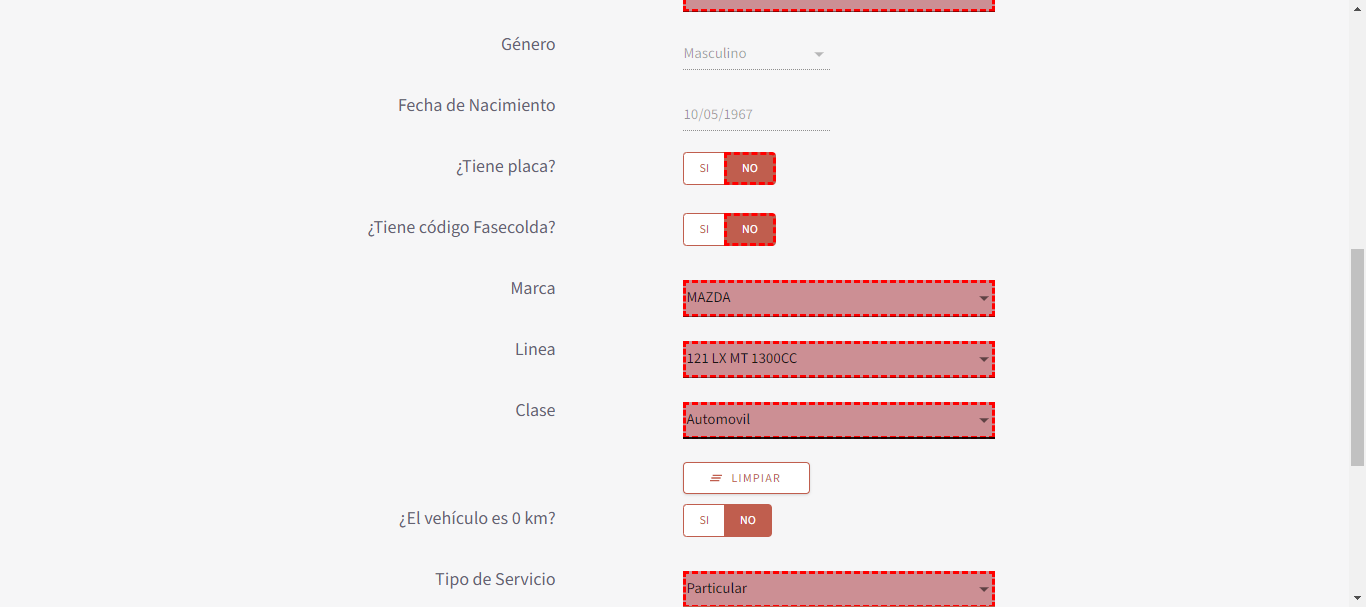 Género
Masculino
Fecha de Nacimiento
10/05/1967
¿Tiene placa?
SI NO
¿Tiene código Fasecolda?
SI NO
Marca
MAZDA
Linea
121 LX MT 1300CC
Clase
Automovil
LIMPIAR
¿El vehículo es 0 km?
SI NO
Tipo de Servicio
Particular